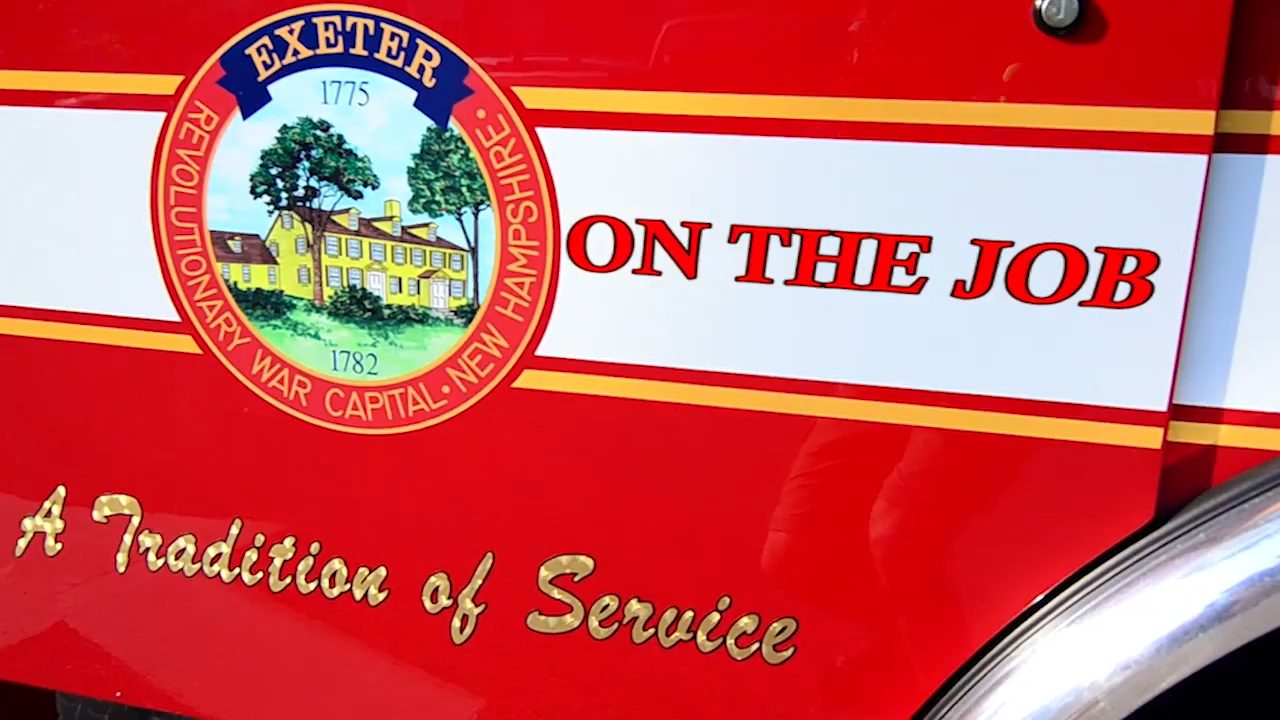 EXETER
1775
REVOLUTIONARY WAR CAPITAL • NEW HAMPSHIRE •
1782
ON THE JOB
A Tradition of Service